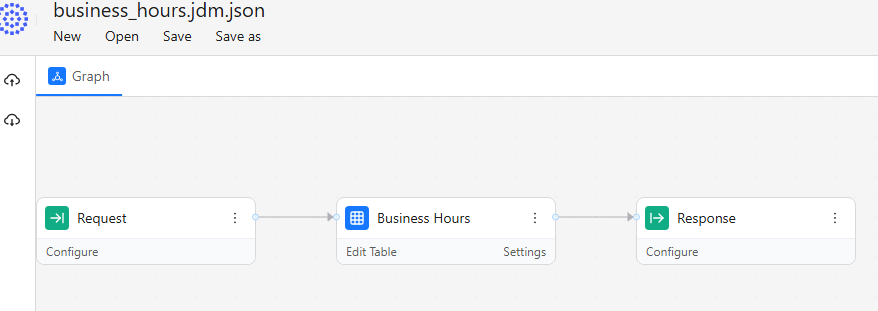 business_hours.jdm.json
New Open Save Save as
Graph
Request Business Hours Response
Configure Edit Table Settings Configure